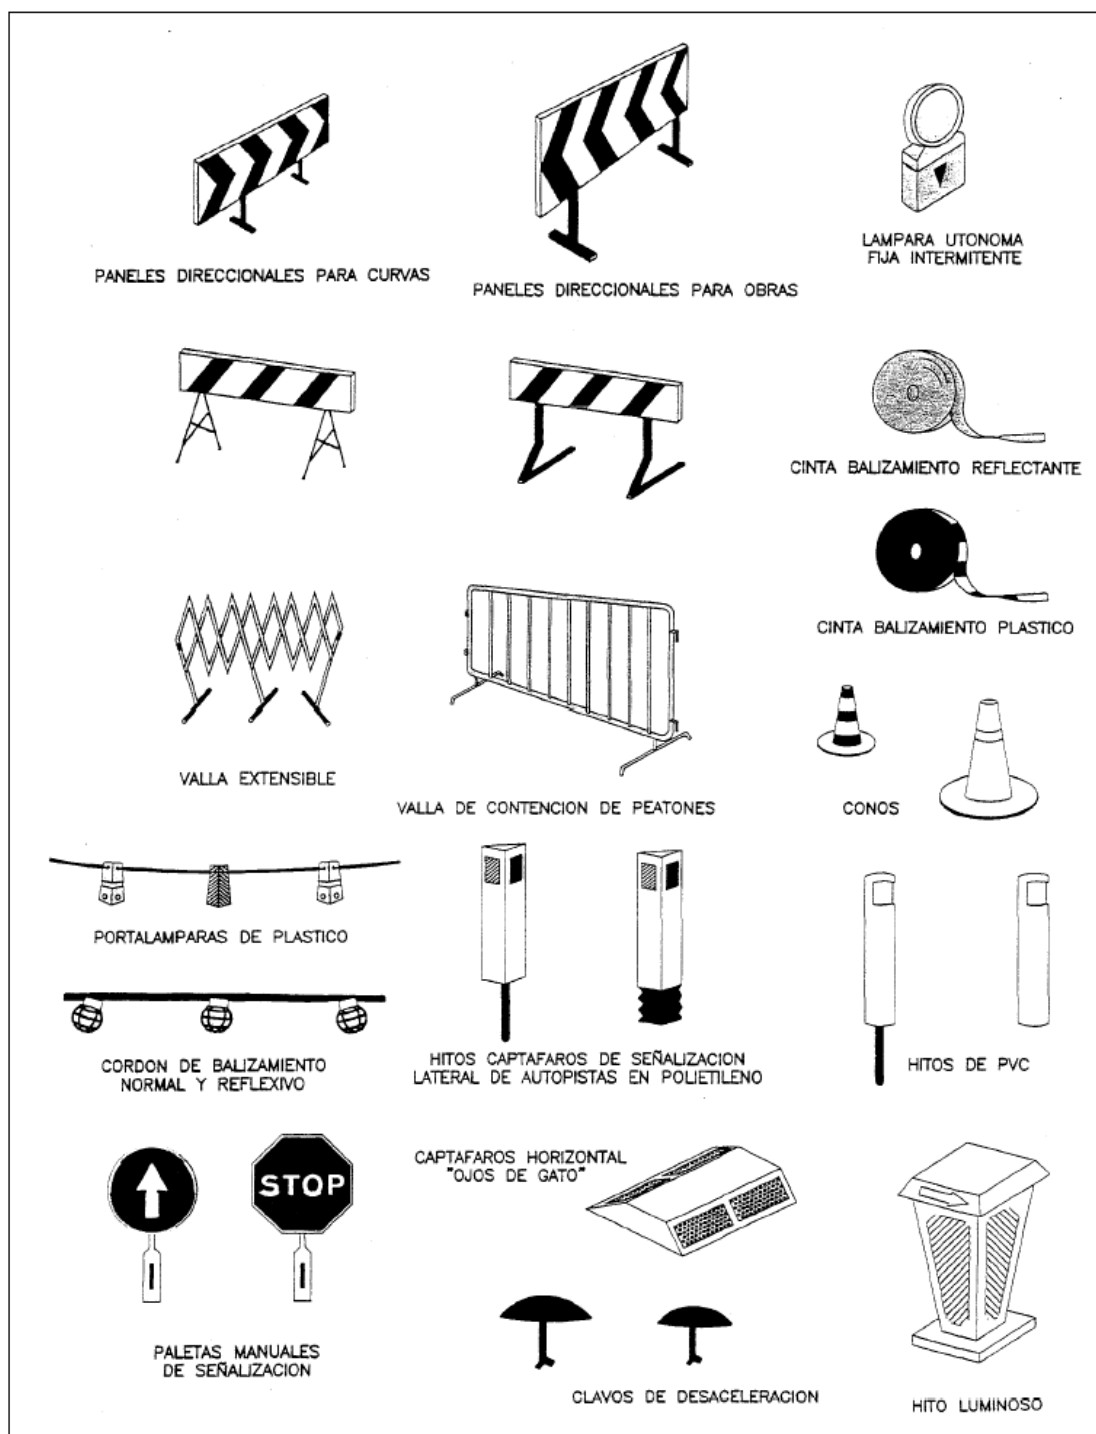 PANELES DIRECCIONALES PARA CURVAS
PANELES DIRECCIONALES PARA OBRAS
LAMPARA UTONOMA
FIJA INTERMITENTE
CINTA BALIZAMIENTO REFLECTANTE
CINTA BALIZAMIENTO PLASTICO
VALLA EXTENSIBLE
VALLA DE CONTENCION DE PEATONES
CONOS
PORTALAMPARAS DE PLASTICO
CORDON DE BALIZAMIENTO
NORMAL Y REFLEXIVO
HITOS CAPTAFAROS DE SEÑALIZACION
LATERAL DE AUTOPISTAS EN POLIETILENO
HITOS DE PVC
STOP
PALETAS MANUALES
DE SEÑALIZACION
CAPTAFAROS HORIZONTAL
"OJOS DE GATO"
CLAVOS DE DESACELERACION
HITO LUMINOSO